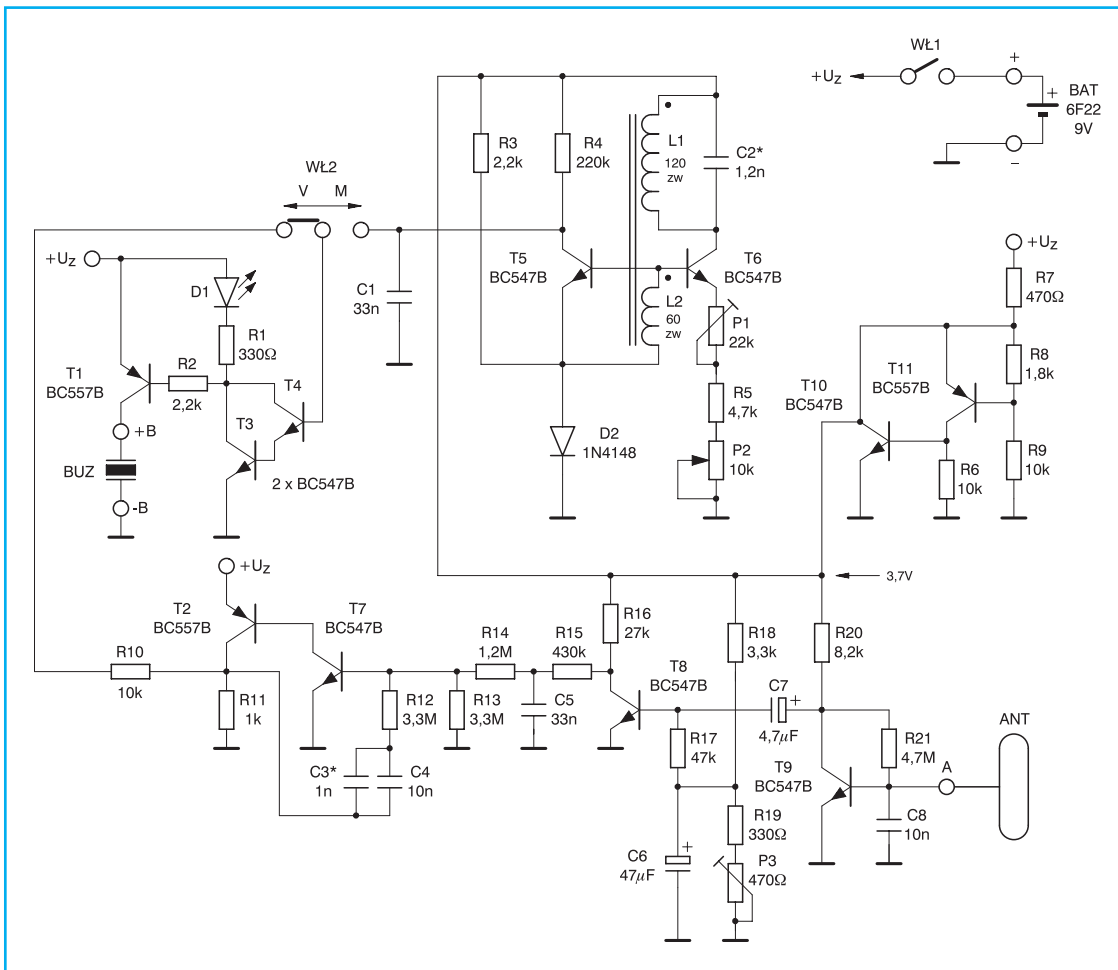 WŁ1
+UZ
+
+
BAT
6F22
9V
–
R3
2,2k
R4
220k
L1
120
zw
C2*
1,2n
WŁ2
V M
+UZ
D1
R1
330Ω
T1
BC557B
R2
2,2k
T4
T3
2 x BC547B
+B
BUZ
-B
C1
33n
T5
BC547B
T6
BC547B
L2
60
zw
P1
22k
R5
4,7k
P2
10k
D2
1N4148
+UZ
R7
470Ω
R8
1,8k
T11
BC557B
T10
BC547B
R6
10k
R9
10k
3,7V
+UZ
T2
BC557B
T7
BC547B
R10
10k
R11
1k
R12
3,3M
R13
3,3M
R14
1,2M
R15
430k
C5
33n
C3*
1n
C4
10n
R16
27k
T8
BC547B
R18
3,3k
R20
8,2k
C7
+
4,7µF
R17
47k
T9
BC547B
R21
4,7M
A
ANT
C8
10n
R19
330Ω
C6
47µF
+
P3
470Ω